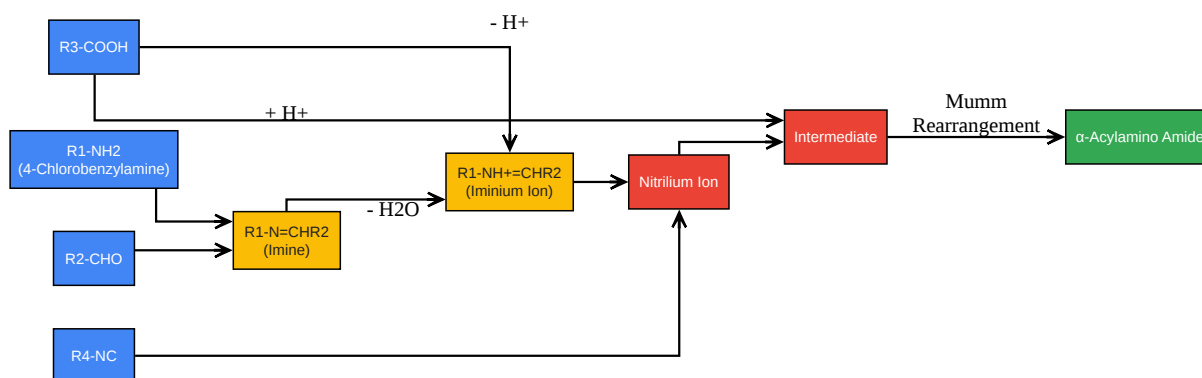 - H+
R3-COOH
+ H+
Mumm
Rearrangement
R1-NH2
(4-Chlorobenzylamine)
Intermediate
α-Acylamino Amide
R1-NH+=CHR2
(Iminium Ion)
Nitrilium Ion
- H2O
R1-N=CHR2
(Imine)
R2-CHO
R4-NC